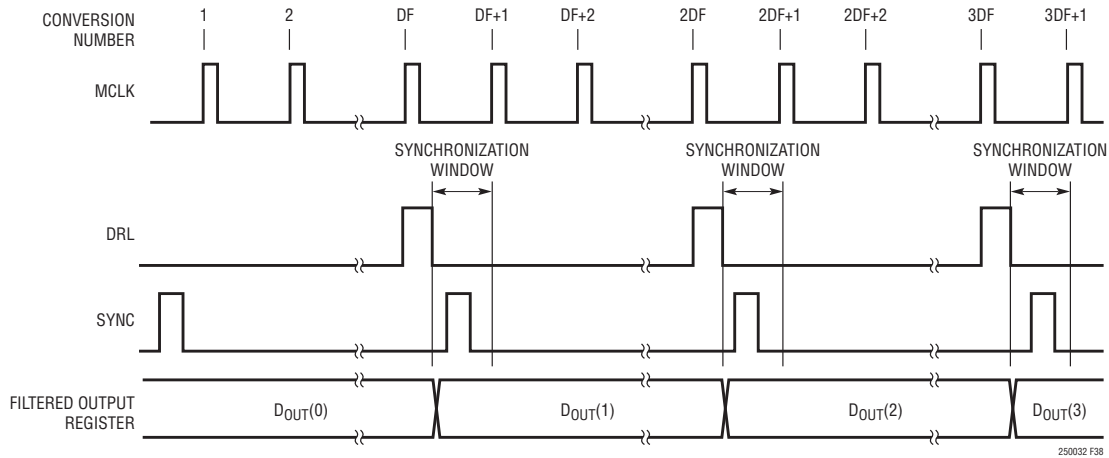 CONVERSION
NUMBER
1 2 DF DF+1 DF+2 2DF 2DF+1 2DF+2 3DF 3DF+1
MCLK
SYNCHRONIZATION
WINDOW
SYNCHRONIZATION
WINDOW
SYNCHRONIZATION
WINDOW
DRL
SYNC
FILTERED OUTPUT
REGISTER
DOUT(0) DOUT(1) DOUT(2) DOUT(3)
250032 F38